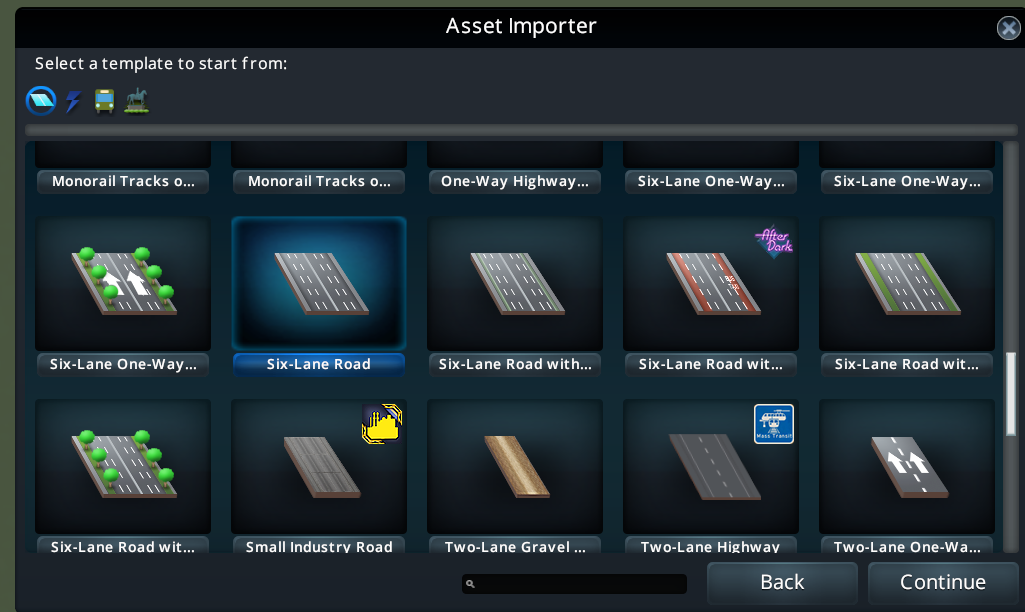 Asset Importer
Select a template to start from:
Monorail Tracks o...
Monorail Tracks o...
One-Way Highway...
Six-Lane One-Way...
Six-Lane One-Way...
After
Dark
Six-Lane One-Way...
Six-Lane Road
Six-Lane Road with...
Six-Lane Road wit...
Six-Lane Road wit...
Mass Transit
Six-Lane Road wit...
Small Industry Road
Two-Lane Gravel ...
Two-Lane Highway
Two-Lane One-Wa...
Back
Continue